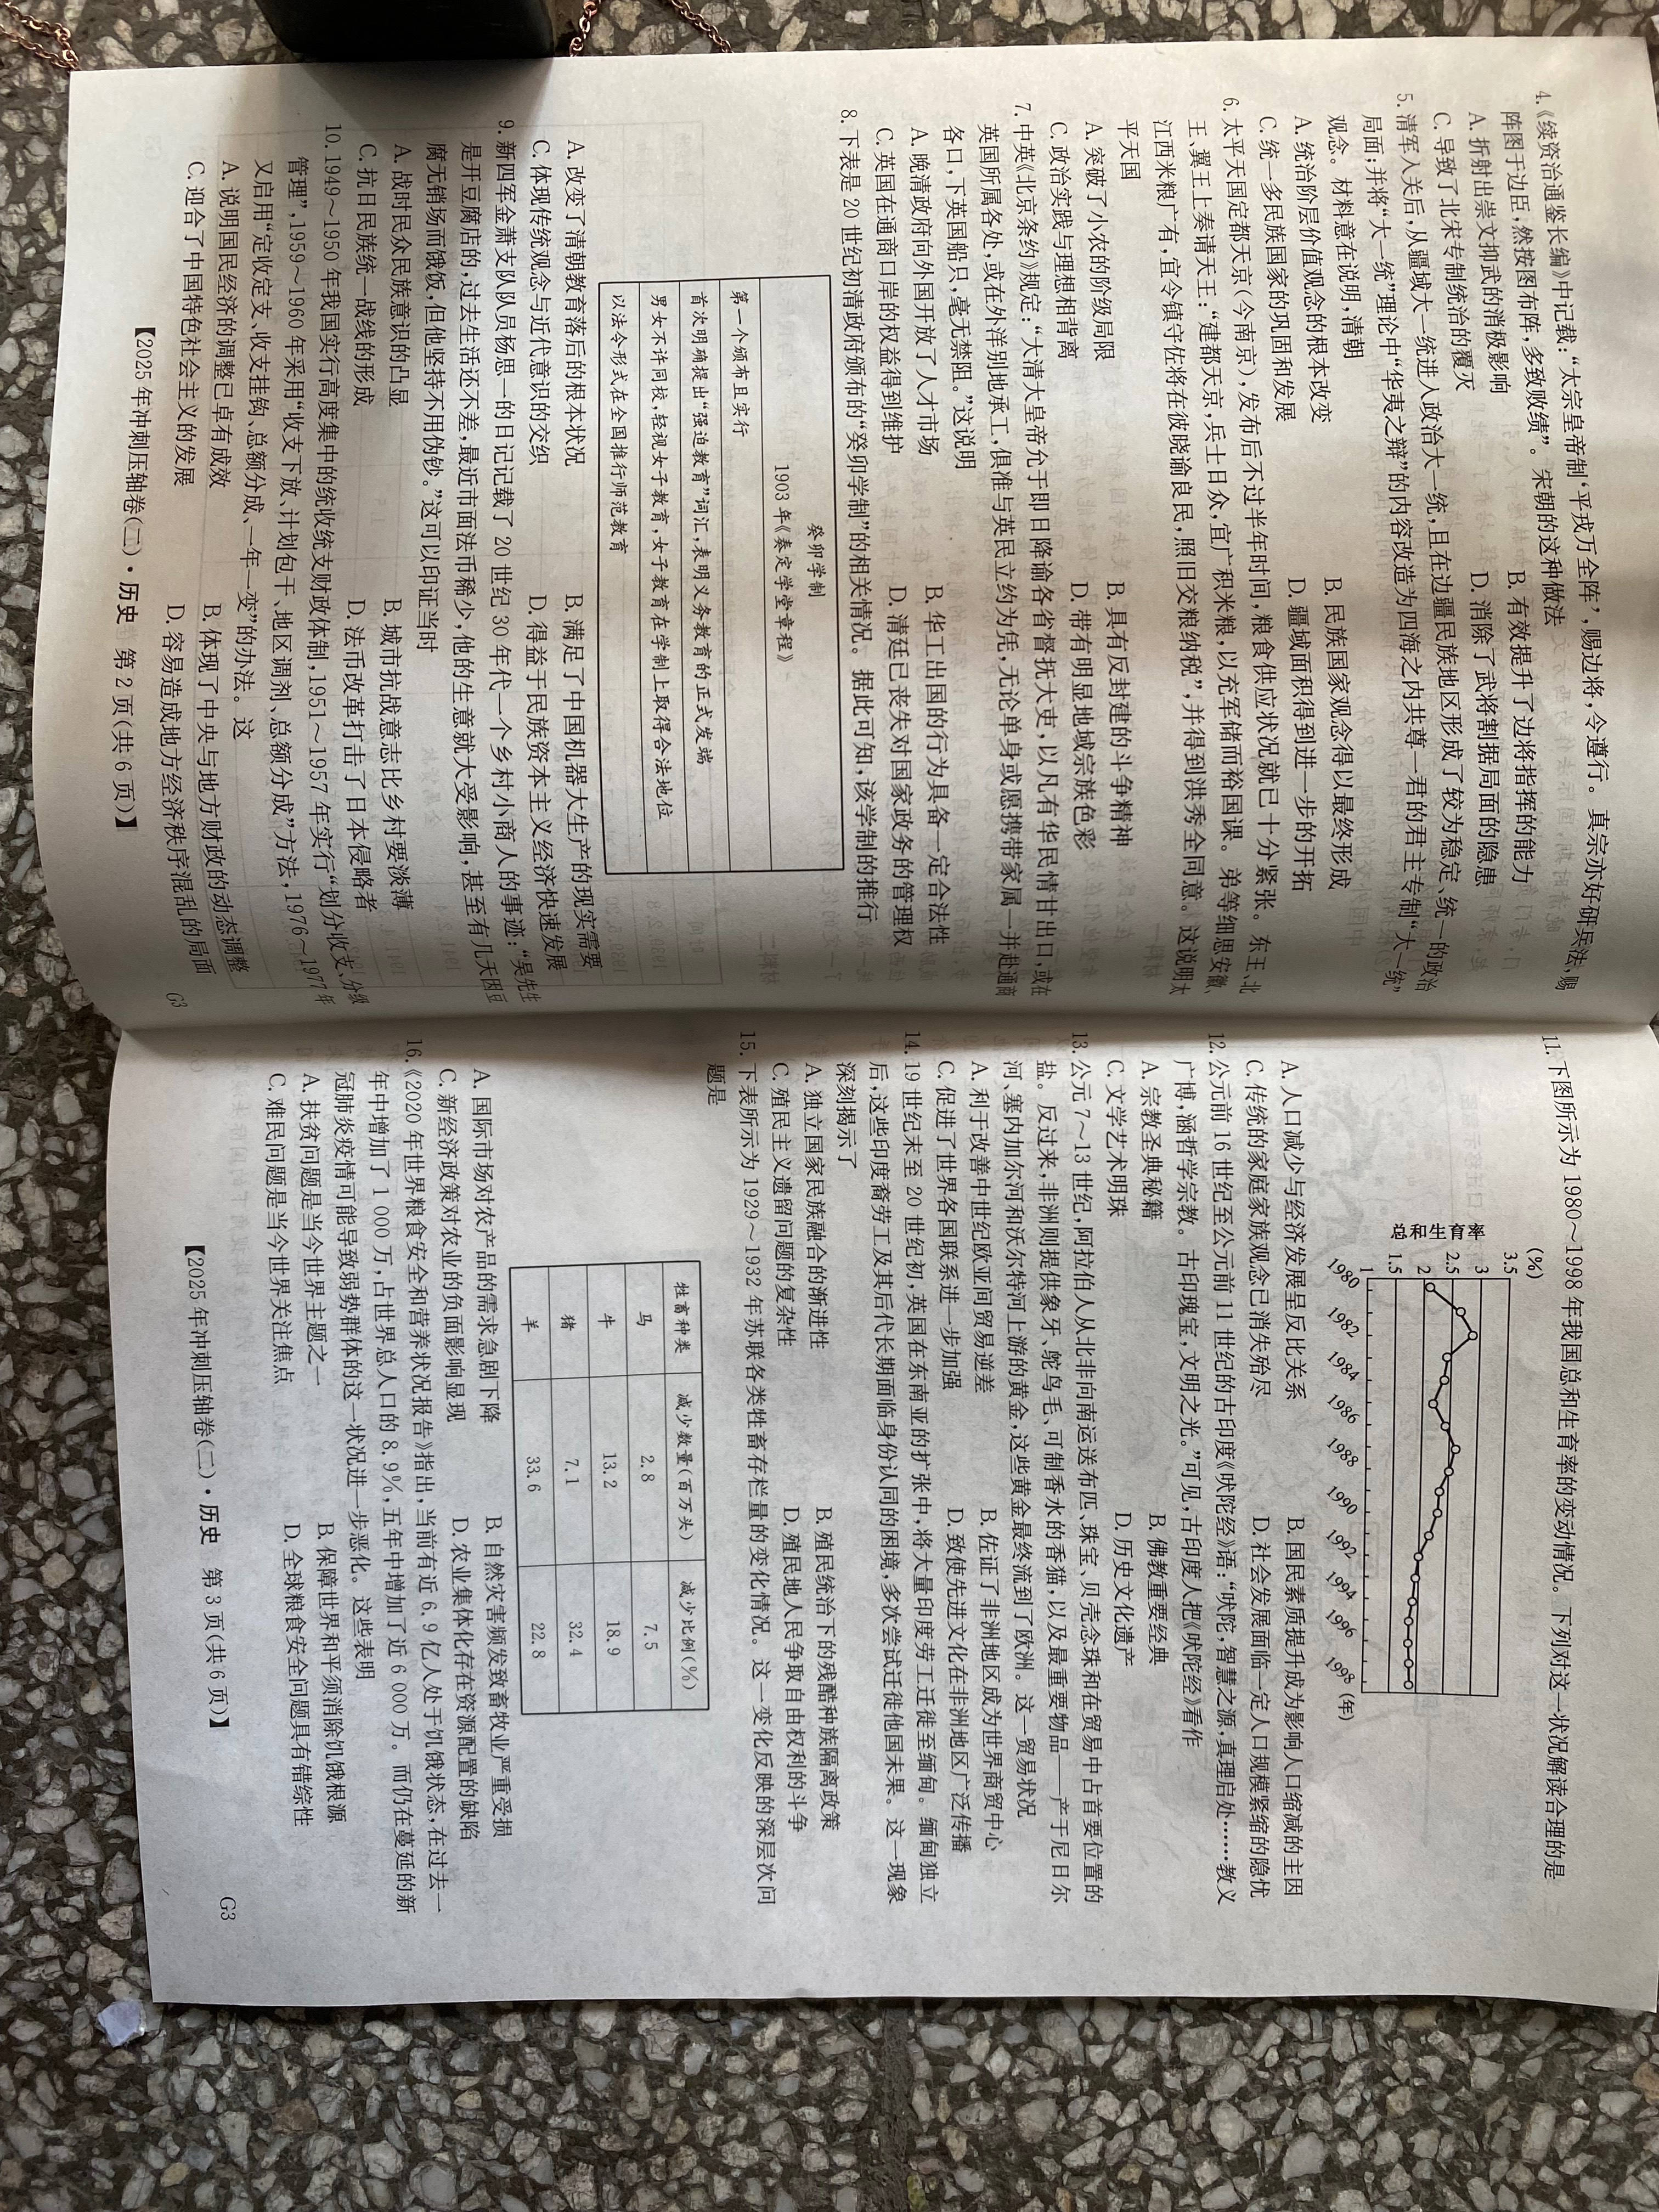 4.《续资治通鉴长编》中记载：“太宗皇帝制‘平戎万全阵’，赐边将，令遵行。真宗亦好研兵法，赐
阵图于边臣，然按图布阵，多致败绩”。宋朝的这种做法
A. 折射出崇文抑武的消极影响 B. 有效提升了边将指挥的能力
C. 导致了北宋专制统治的覆灭 D. 消除了武将割据局面的隐患
5. 清军入关后，从疆域大一统进入政治大一统，且在边疆民族地区形成了较为稳定、统一的政治
局面；并将“大一统”理论中“华夷之辩”的内容改造为四海之内共尊一君的君主专制“大一统”
观念。材料意在说明，清朝
A. 统治阶层价值观念的根本改变 B. 民族国家观念得以最终形成
C. 统一多民族国家的巩固和发展 D. 疆域面积得到进一步的开拓
6. 太平天国定都天京（今南京），发布后不过半年时间，粮食供应状况就已十分紧张。东王、北
王、翼王上奏请天王：“建都天京，兵士日众，宜广积米粮，以充军储而裕国课。弟等细思安徽、
江西米粮广有，宜令镇守佐将在彼晓谕良民，照旧交粮纳税”，并得到洪秀全同意。这说明太
平天国
A. 突破了小农的阶级局限 B. 具有反封建的斗争精神
C. 政治实践与理想相背离 D. 带有明显地域宗族色彩
7. 中英《北京条约》规定：“大清大皇帝允于即日降谕各省督抚大吏，以凡有华民情甘出口，或在
英国所属各处，或在外洋别地承工，俱准与英民立约为凭，无论单身或愿携带家属一并赴通商
各口，下英国船只，毫无禁阻。”这说明
A. 晚清政府向外国开放了人才市场 B. 华工出国的行为具备一定合法性
C. 英国在通商口岸的权益得到维护 D. 清廷已丧失对国家政务的管理权
8. 下表是 20 世纪初清政府颁布的“癸卯学制”的相关情况。据此可知，该学制的推行
癸卯学制
1903 年《奏定学堂章程》
第一个颁布且实行
首次明确提出“强迫教育”词汇，表明义务教育的正式发端
男女不许同校，轻视女子教育，女子教育在学制上取得合法地位
以法令形式在全国推行师范教育
A. 改变了清朝教育落后的根本状况 B. 满足了中国机器大生产的现实需要
C. 体现传统观念与近代意识的交织 D. 得益于民族资本主义经济快速发展
9. 新四军金萧支队队员杨思一的日记记载了 20 世纪 30 年代一个乡村小商人的事迹：“吴先生
是开豆腐店的，过去生活还不差，最近市面法币稀少，他的生意就大受影响，甚至有几天因豆
腐无销场而饿饭，但他坚持不用伪钞。”这可以印证当时
A. 战时民众民族意识的凸显 B. 城市抗战意志比乡村要淡薄
C. 抗日民族统一战线的形成 D. 法币改革打击了日本侵略者
10. 1949～1950 年我国实行高度集中的统收统支财政体制，1951～1957 年实行“划分收支、分级
管理”，1959～1960 年采用“收支下放、计划包干、地区调剂、总额分成”方法，1976～1977 年
又启用“定收定支、收支挂钩、总额分成、一年一变”的办法。这
A. 说明国民经济的调整已卓有成效 B. 体现了中央与地方财政的动态调整
C. 迎合了中国特色社会主义的发展 D. 容易造成地方经济秩序混乱的局面
【2025 年冲刺压轴卷(二)·历史 第 2 页(共 6 页)】 G3
11. 下图所示为 1980～1998 年我国总和生育率的变动情况。下列对这一状况解读合理的是
(%)
3.5
3
2.5
2
1.5
1
总和生育率
1980 1982 1984 1986 1988 1990 1992 1994 1996 1998 (年)
A. 人口减少与经济发展呈反比关系 B. 国民素质提升成为影响人口缩减的主因
C. 传统的家庭家族观念已消失殆尽 D. 社会发展面临一定人口规模紧缩的隐忧
12. 公元前 16 世纪至公元前 11 世纪的古印度《吠陀经》语：“吠陀，智慧之源，真理启处……教义
广博，涵哲学宗教。古印瑰宝，文明之光。”可见，古印度人把《吠陀经》看作
A. 宗教圣典秘籍 B. 佛教重要经典
C. 文学艺术明珠 D. 历史文化遗产
13. 公元 7～13 世纪，阿拉伯人从北非向南运送布匹、珠宝、贝壳念珠和在贸易中占首要位置的
盐。反过来，非洲则提供象牙、鸵鸟毛、可制香水的香猫，以及最重要物品——产于尼日尔
河、塞内加尔河和沃尔特河上游的黄金，这些黄金最终流到了欧洲。这一贸易状况
A. 利于改善中世纪欧亚间贸易逆差 B. 佐证了非洲地区成为世界商贸中心
C. 促进了世界各国联系进一步加强 D. 致使先进文化在非洲地区广泛传播
14. 19 世纪末至 20 世纪初，英国在东南亚的扩张中，将大量印度劳工迁徙至缅甸。缅甸独立
后，这些印度裔劳工及其后代长期面临身份认同的困境，多次尝试迁徙他国未果。这一现象
深刻揭示了
A. 独立国家民族融合的渐进性 B. 殖民统治下的残酷种族隔离政策
C. 殖民主义遗留问题的复杂性 D. 殖民地人民争取自由权利的斗争
15. 下表所示为 1929～1932 年苏联各类牲畜存栏量的变化情况。这一变化反映的深层次问
题是
牲畜种类 减少数量(百万头) 减少比例(%)
马 2.8 7.5
牛 13.2 18.9
猪 7.1 32.4
羊 33.6 22.8
A. 国际市场对农产品的需求急剧下降 B. 自然灾害频发致畜牧业严重受损
C. 新经济政策对农业的负面影响显现 D. 农业集体化存在资源配置的缺陷
16.《2020 年世界粮食安全和营养状况报告》指出，当前有近 6.9 亿人处于饥饿状态，在过去一
年中增加了 1 000 万，占世界总人口的 8.9%，五年中增加了近 6 000 万。而仍在蔓延的新
冠肺炎疫情可能导致弱势群体的这一状况进一步恶化。这些表明
A. 扶贫问题是当今世界主题之一 B. 保障世界和平须消除饥饿根源
C. 难民问题是当今世界关注焦点 D. 全球粮食安全问题具有错综性
【2025 年冲刺压轴卷(二)·历史 第 3 页(共 6 页)】 G3